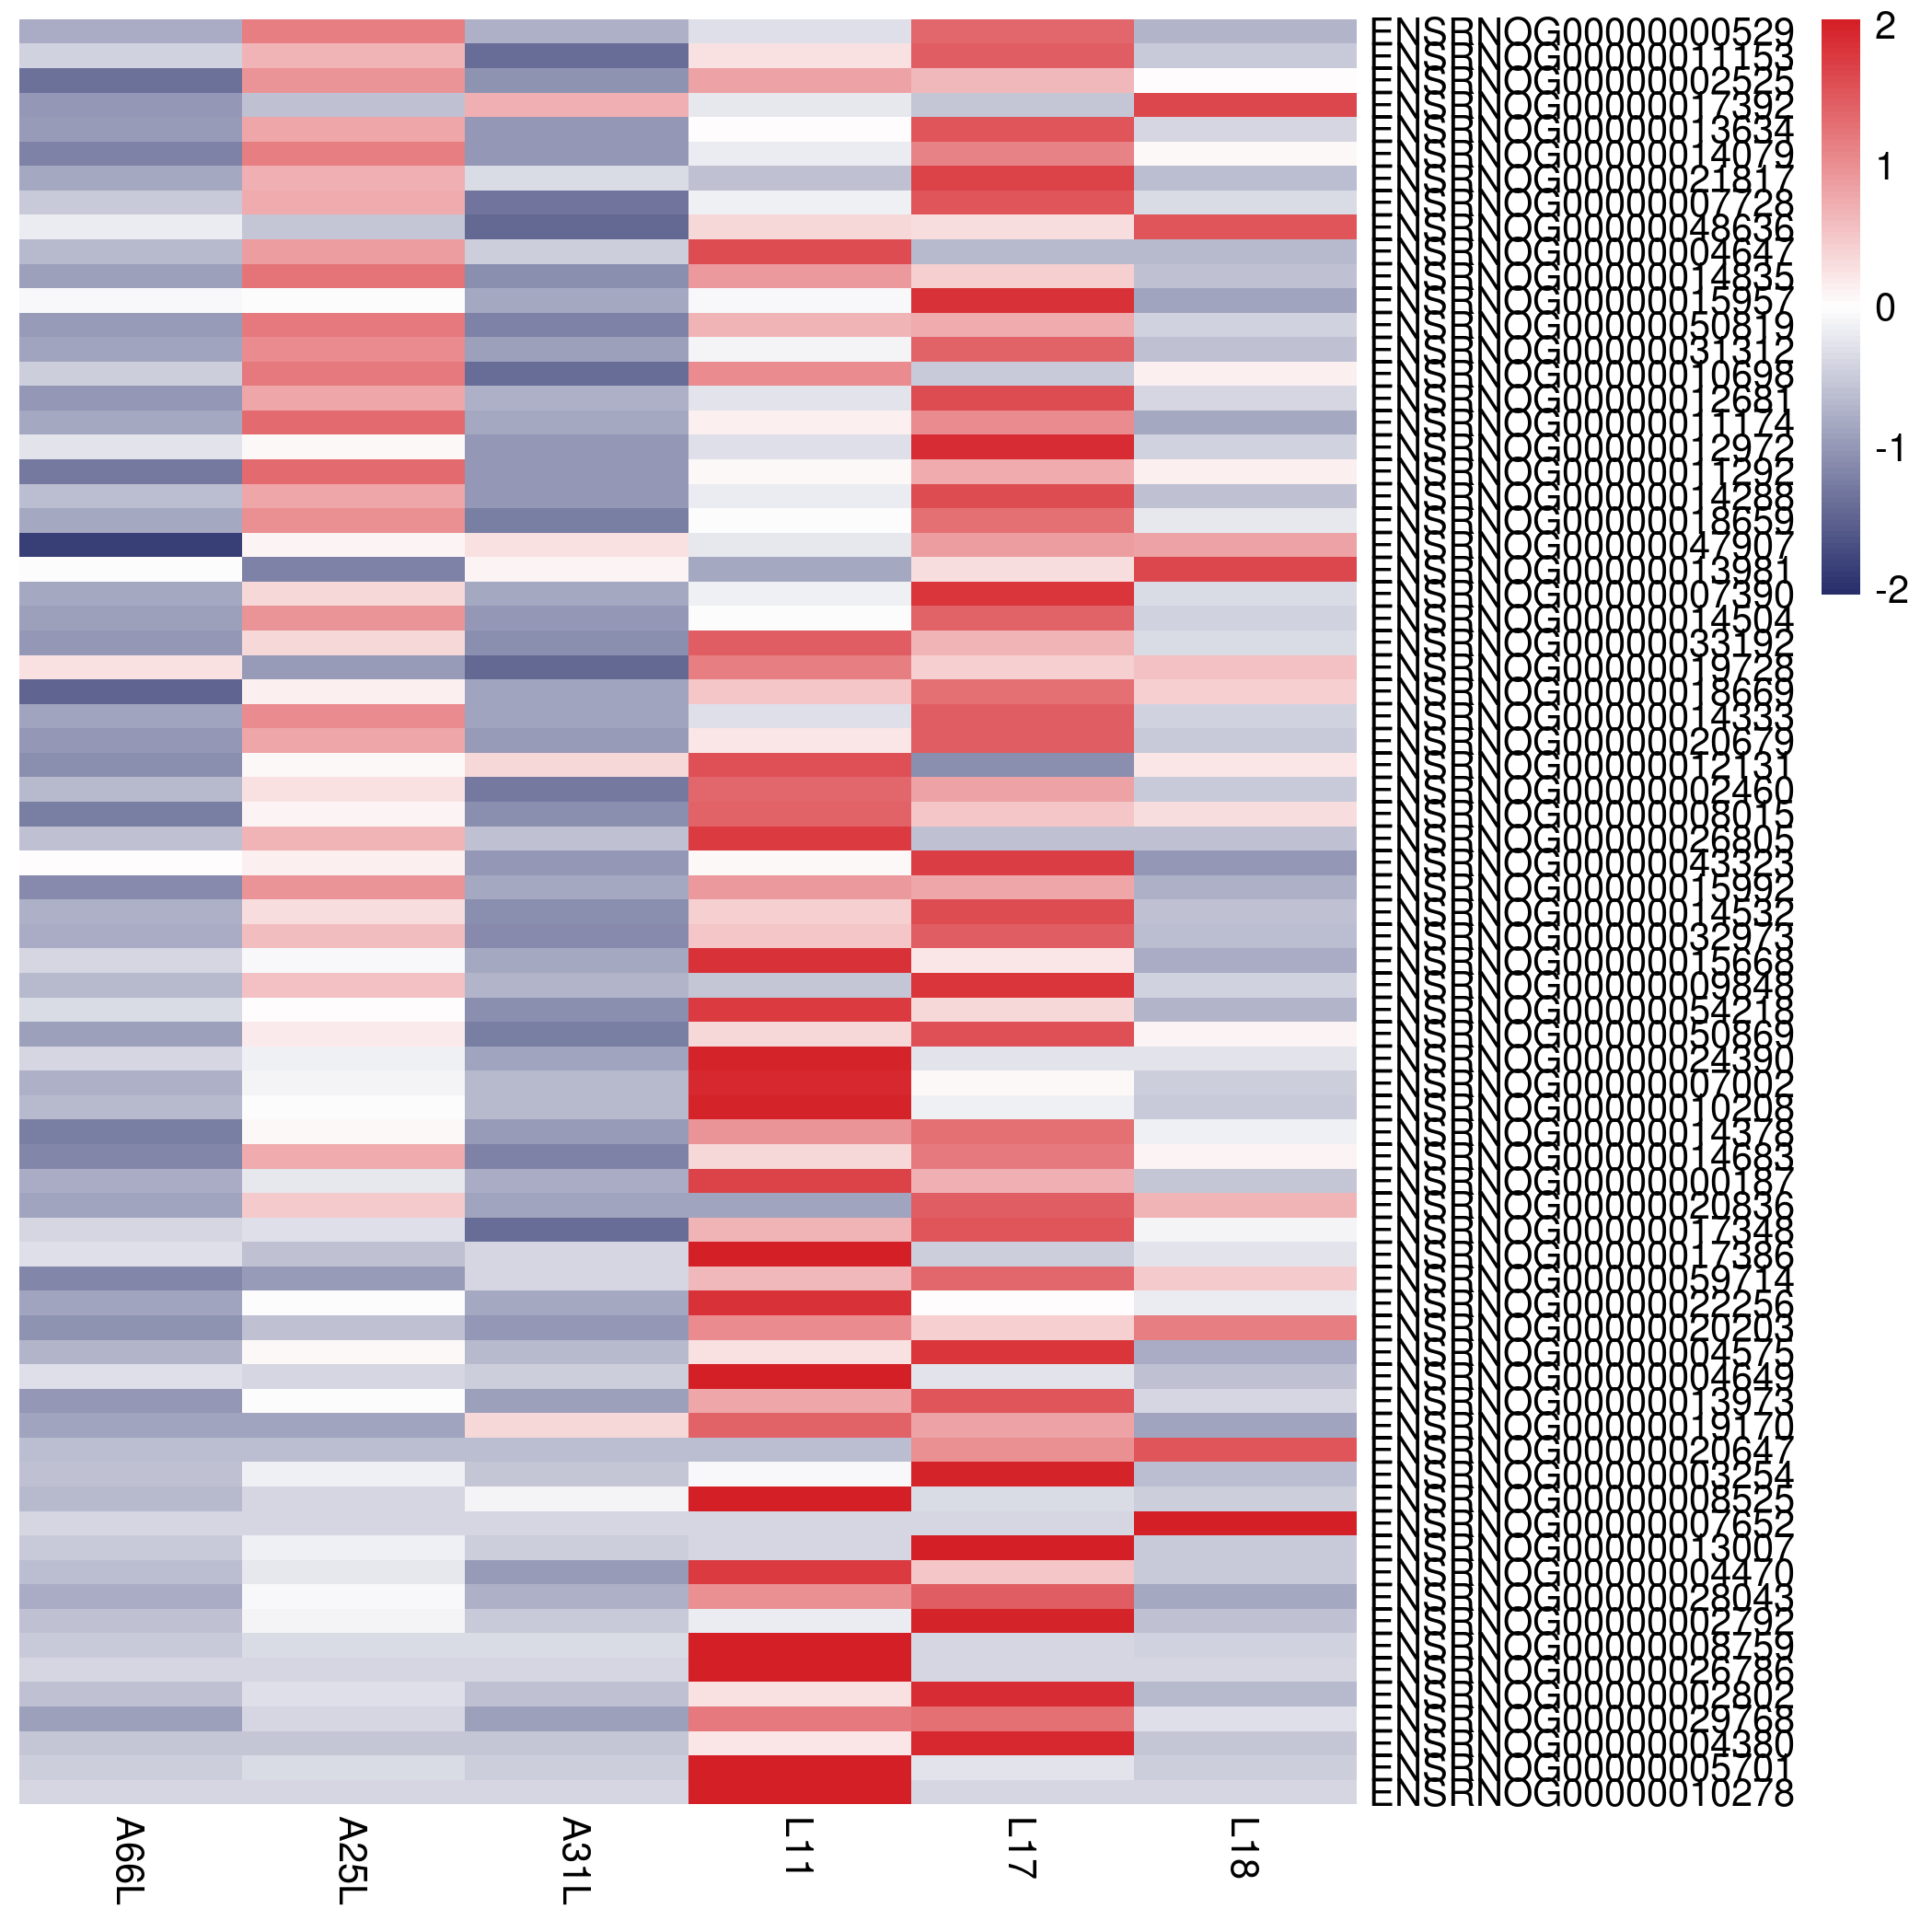 ENSRNOG00000000529
ENSRNOG00000001153
ENSRNOG00000002525
ENSRNOG00000017392
ENSRNOG00000013634
ENSRNOG00000014079
ENSRNOG00000021817
ENSRNOG00000007728
ENSRNOG00000048636
ENSRNOG00000004647
ENSRNOG00000014835
ENSRNOG00000015957
ENSRNOG00000050819
ENSRNOG00000031312
ENSRNOG00000010698
ENSRNOG00000012681
ENSRNOG00000011174
ENSRNOG00000012972
ENSRNOG00000011292
ENSRNOG00000014288
ENSRNOG00000018659
ENSRNOG00000047907
ENSRNOG00000013981
ENSRNOG00000007390
ENSRNOG00000014504
ENSRNOG00000033192
ENSRNOG00000019728
ENSRNOG00000018669
ENSRNOG00000014333
ENSRNOG00000020679
ENSRNOG00000012131
ENSRNOG00000002460
ENSRNOG00000008015
ENSRNOG00000026805
ENSRNOG00000043323
ENSRNOG00000015992
ENSRNOG00000014532
ENSRNOG00000032973
ENSRNOG00000001568
ENSRNOG00000009848
ENSRNOG00000054218
ENSRNOG00000050869
ENSRNOG00000024390
ENSRNOG00000007002
ENSRNOG00000010208
ENSRNOG00000014378
ENSRNOG00000014683
ENSRNOG00000000187
ENSRNOG00000020836
ENSRNOG00000017348
ENSRNOG00000017386
ENSRNOG00000059714
ENSRNOG00000022256
ENSRNOG00000020203
ENSRNOG00000004575
ENSRNOG00000004649
ENSRNOG00000013973
ENSRNOG00000019170
ENSRNOG00000020647
ENSRNOG00000003254
ENSRNOG00000008525
ENSRNOG00000007652
ENSRNOG00000013007
ENSRNOG00000004470
ENSRNOG00000028043
ENSRNOG00000002792
ENSRNOG00000008759
ENSRNOG00000026786
ENSRNOG00000002802
ENSRNOG00000029768
ENSRNOG00000004380
ENSRNOG00000005701
ENSRNOG00000010278
2
1
0
-1
-2
A66L
A25L
A31L
L11
L17
L18